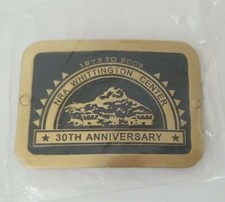 1973 TO 2003
NRA WHITTINGTON CENTER
★ 30TH ANNIVERSARY ★